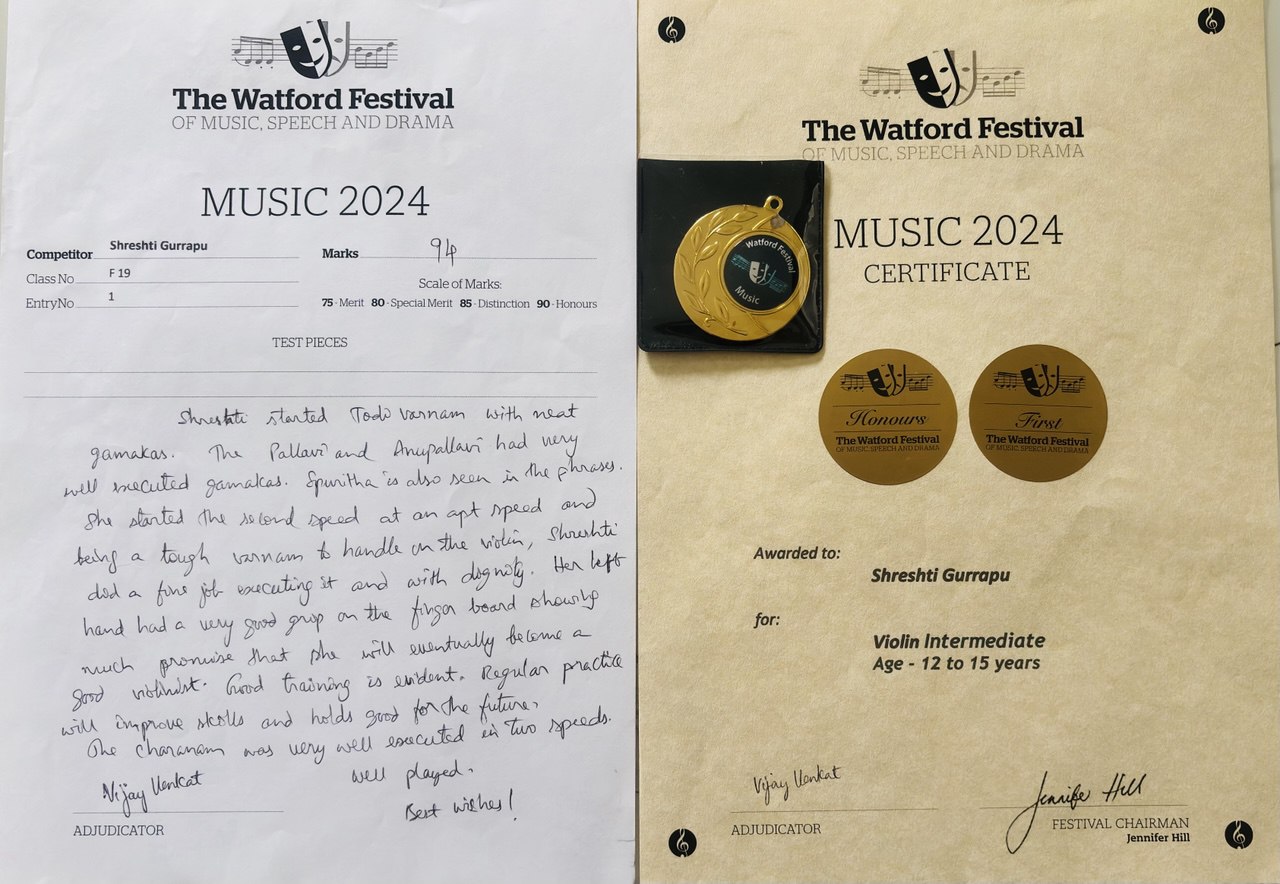 The Watford Festival
OF MUSIC, SPEECH AND DRAMA
MUSIC 2024
Competitor Shreshti Gurrapu Marks 94
Class No F 19 Scale of Marks:
Entry No 1 75 - Merit 80 - Special Merit 85 - Distinction 90 - Honours
TEST PIECES
Shreshti started Todi varnam with neat
gamakas. The Pallavi and Anupallavi had very
well executed gamakas. Spuritha is also seen in the phrases.
She started the second speed at an apt speed and
being a tough varnam to handle on the violin, Shreshti
did a fine job executing it and with dignity. Her left
hand had a very good grip on the finger board showing
much promise that she will eventually become a
good violinist. Good training is evident. Regular practice
will improve skills and holds good for the future.
The charanam was very well executed in two speeds.
well played.
Best wishes!
Vijay Venkat
ADJUDICATOR
The Watford Festival
OF MUSIC, SPEECH AND DRAMA
Watford Festival
Music
MUSIC 2024
CERTIFICATE
Honours
The Watford Festival
OF MUSIC, SPEECH AND DRAMA
First
The Watford Festival
OF MUSIC, SPEECH AND DRAMA
Awarded to:
Shreshti Gurrapu
for:
Violin Intermediate
Age - 12 to 15 years
Vijay Venkat
ADJUDICATOR
Jennifer Hill
FESTIVAL CHAIRMAN
Jennifer Hill